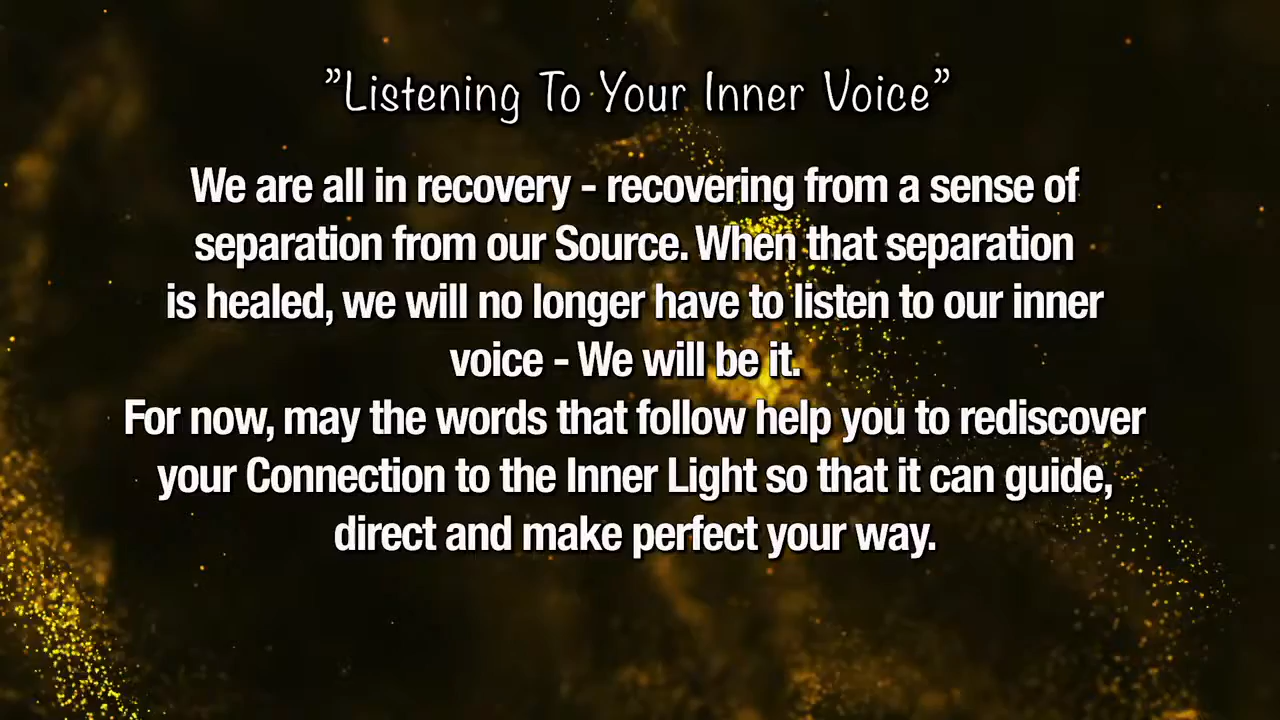 ”Listening To Your Inner Voice”
We are all in recovery - recovering from a sense of
separation from our Source. When that separation
is healed, we will no longer have to listen to our inner
voice - We will be it.
For now, may the words that follow help you to rediscover
your Connection to the Inner Light so that it can guide,
direct and make perfect your way.